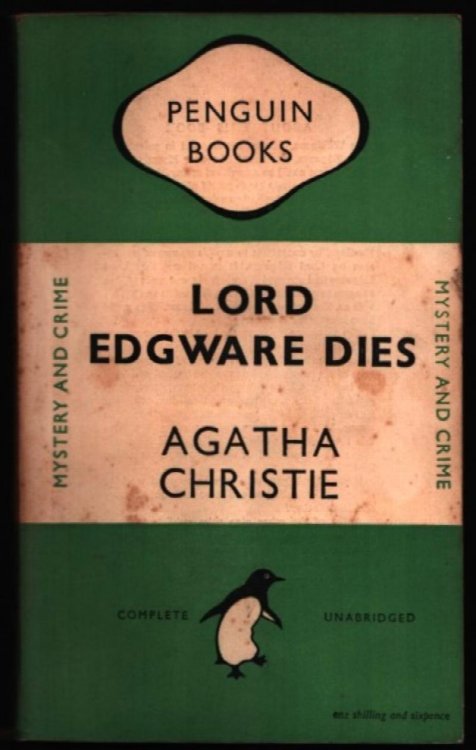 PENGUIN
BOOKS
LORD
EDGWARE DIES
AGATHA
CHRISTIE
MYSTERY AND CRIME
MYSTERY AND CRIME
COMPLETE
UNABRIDGED
one shilling and sixpence